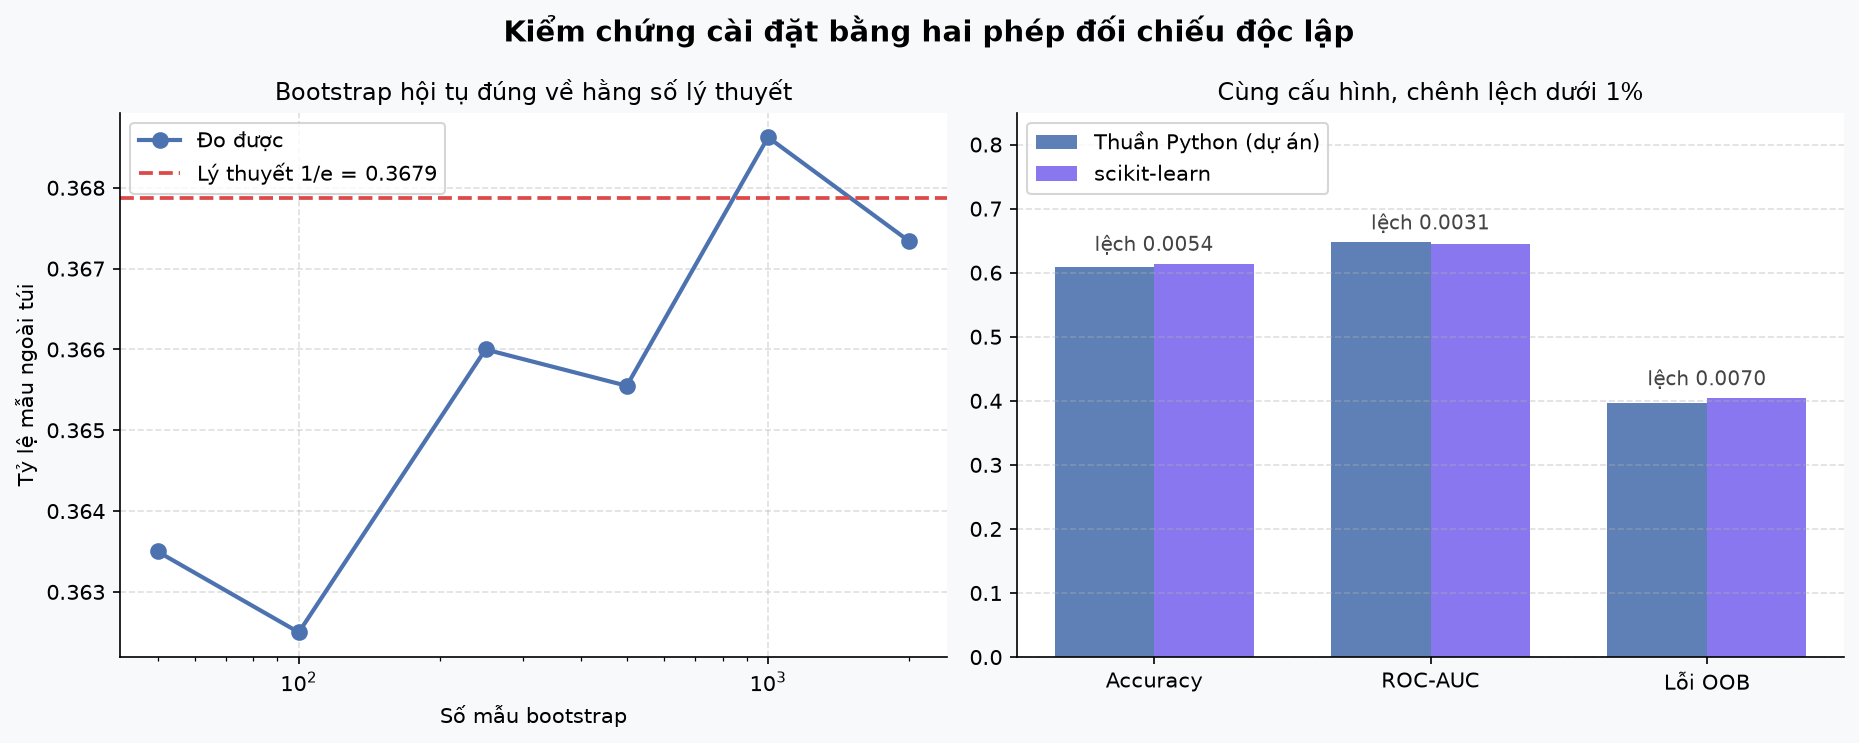 Kiểm chứng cài đặt bằng hai phép đối chiếu độc lập
Bootstrap hội tụ đúng về hằng số lý thuyết
Đo được
Lý thuyết 1/e = 0.3679
0.368
0.367
0.366
0.365
0.364
0.363
Tỷ lệ mẫu ngoài túi
10²
10³
Số mẫu bootstrap
Cùng cấu hình, chênh lệch dưới 1%
Thuần Python (dự án)
scikit-learn
0.8
0.7
0.6
0.5
0.4
0.3
0.2
0.1
0.0
lệch 0.0054
lệch 0.0031
lệch 0.0070
Accuracy
ROC-AUC
Lỗi OOB